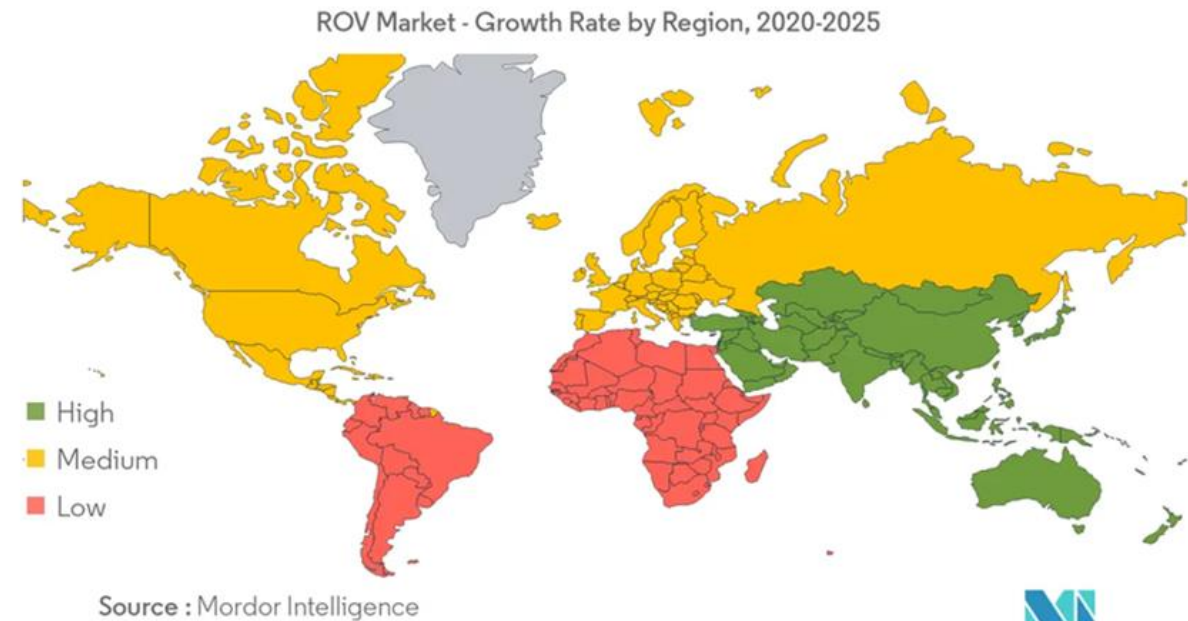 ROV Market - Growth Rate by Region, 2020-2025
High
Medium
Low
Source : Mordor Intelligence